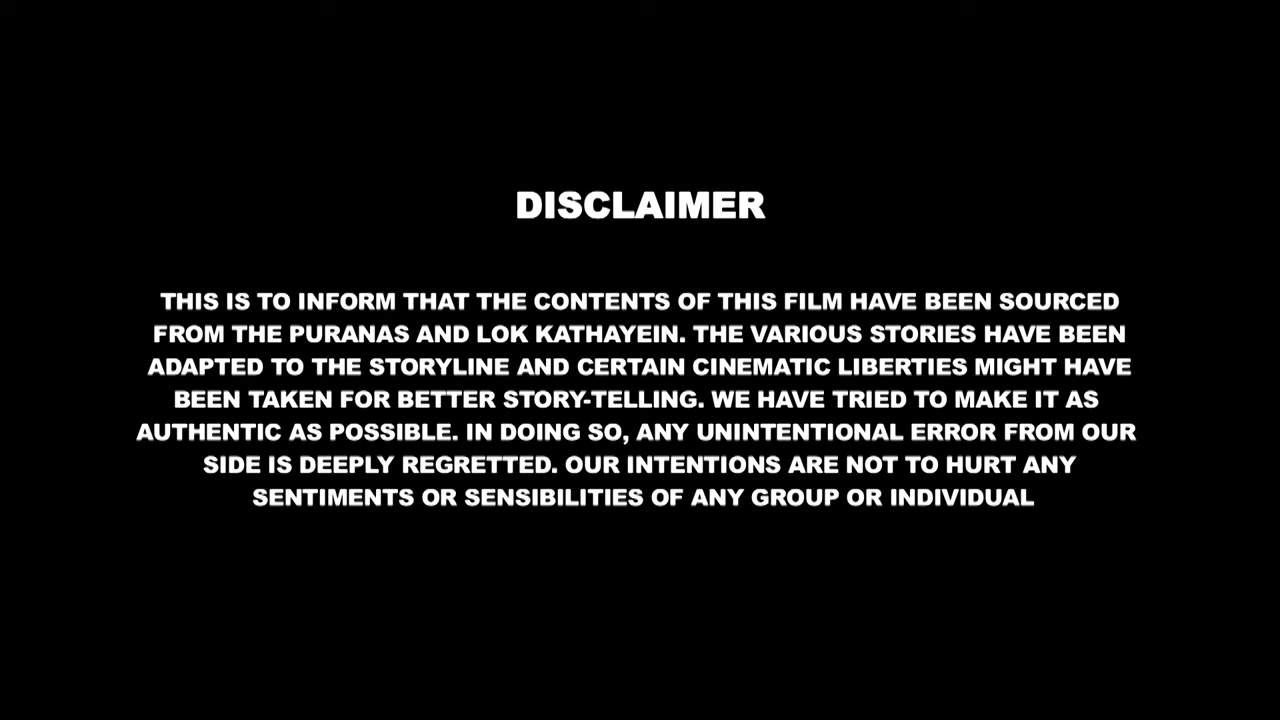 DISCLAIMER
THIS IS TO INFORM THAT THE CONTENTS OF THIS FILM HAVE BEEN SOURCED
FROM THE PURANAS AND LOK KATHAYEIN. THE VARIOUS STORIES HAVE BEEN
ADAPTED TO THE STORYLINE AND CERTAIN CINEMATIC LIBERTIES MIGHT HAVE
BEEN TAKEN FOR BETTER STORY-TELLING. WE HAVE TRIED TO MAKE IT AS
AUTHENTIC AS POSSIBLE. IN DOING SO, ANY UNINTENTIONAL ERROR FROM OUR
SIDE IS DEEPLY REGRETTED. OUR INTENTIONS ARE NOT TO HURT ANY
SENTIMENTS OR SENSIBILITIES OF ANY GROUP OR INDIVIDUAL